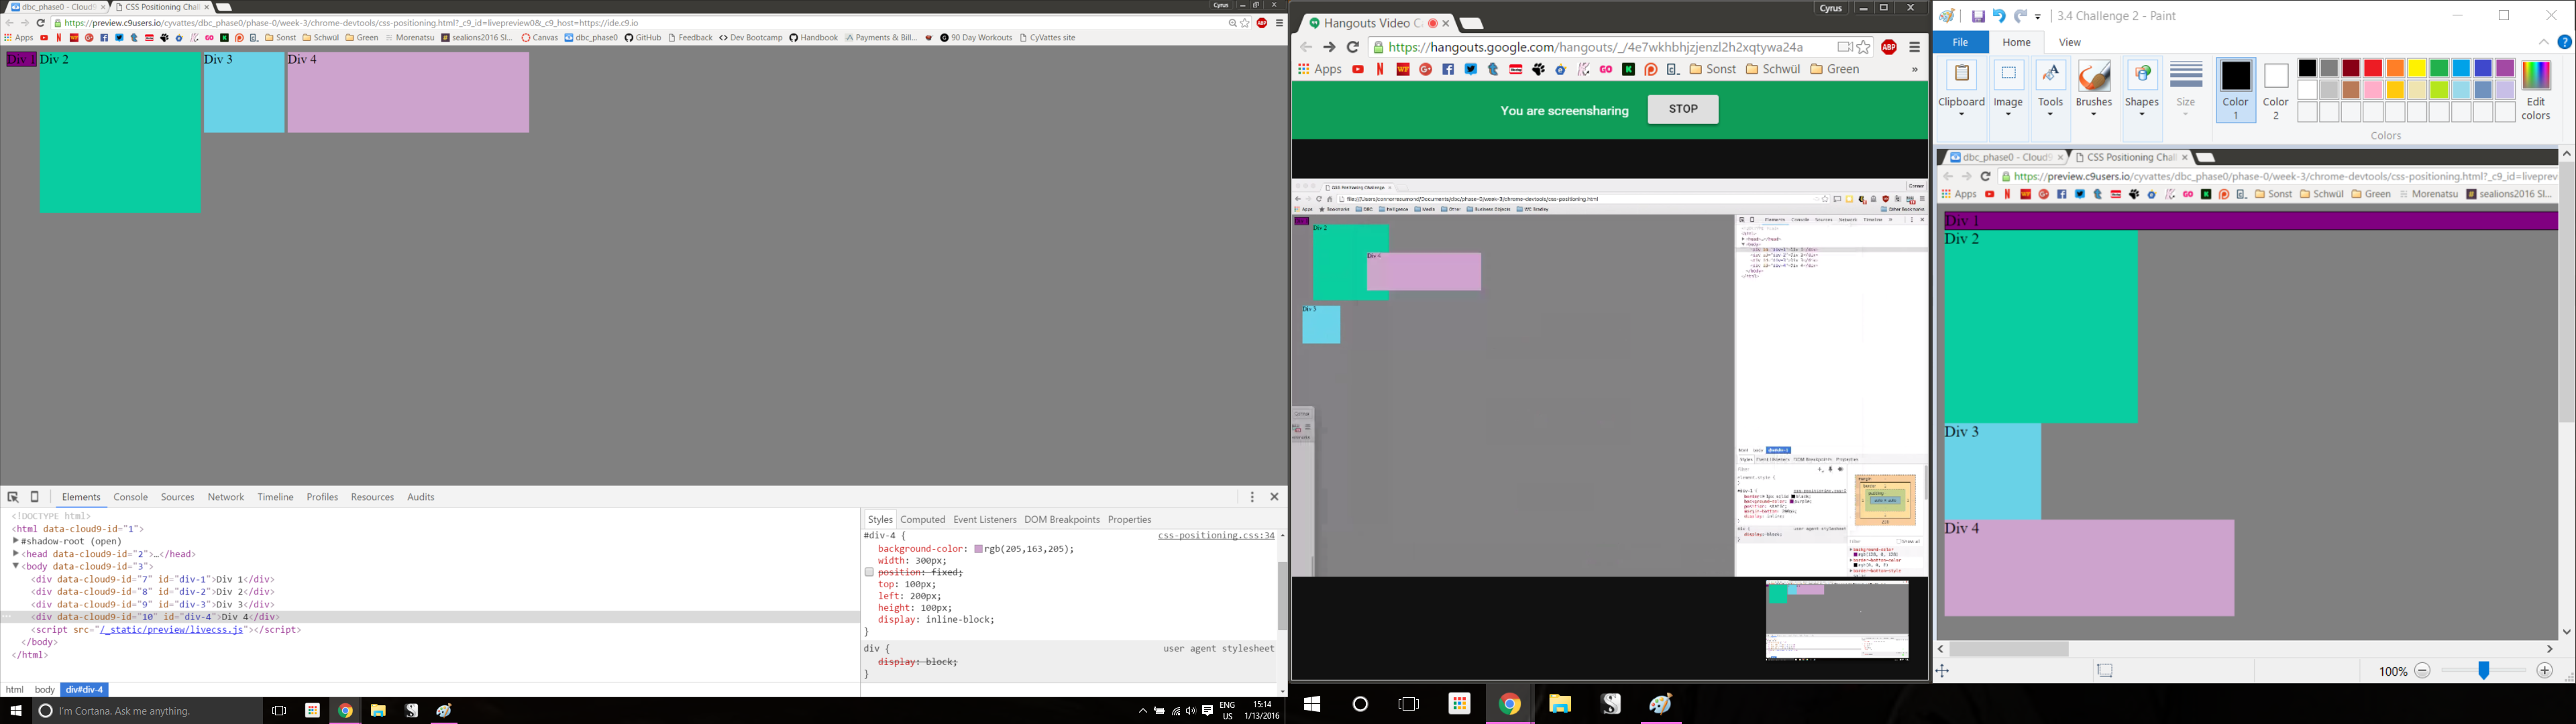 dbc_phase0 - Cloud9
CSS Positioning Chall
Cyrus
https://preview.c9users.io/cyvattes/dbc_phase0/phase-0/week-3/chrome-devtools/css-positioning.html?_c9_id=livepreview0&_c9_host=https://ide.c9.io
Apps
Sonst
Schwül
Green
Morenatsu
sealions2016 Sl...
Canvas
dbc_phase0
GitHub
Feedback
Dev Bootcamp
Handbook
Payments & Bill...
90 Day Workouts
CyVattes site
Div 1
Div 2
Div 3
Div 4
Elements Console Sources Network Timeline Profiles Resources Audits
<!DOCTYPE html>
<html data-cloud9-id="1">
#shadow-root (open)
<head data-cloud9-id="2">…</head>
<body data-cloud9-id="3">
<div data-cloud9-id="7" id="div-1">Div 1</div>
<div data-cloud9-id="8" id="div-2">Div 2</div>
<div data-cloud9-id="9" id="div-3">Div 3</div>
<div data-cloud9-id="10" id="div-4">Div 4</div>
<script src="/_static/preview/livecss.js"></script>
</body>
</html>
html body div#div-4
Styles Computed Event Listeners DOM Breakpoints Properties
#div-4 {
css-positioning.css:34
background-color: rgb(205,163,205);
width: 300px;
position: fixed;
top: 100px;
left: 200px;
height: 100px;
display: inline-block;
}
div {
user agent stylesheet
display: block;
}
I'm Cortana. Ask me anything.
ENG
US
15:14
1/13/2016
Hangouts Video C
Cyrus
https://hangouts.google.com/hangouts/_/4e7wkhbhjzjenzl2h2xqtywa24a
Apps
Sonst
Schwül
Green
You are screensharing
STOP
CSS Positioning Challenge
Div 2
Div 4
Div 3
3.4 Challenge 2 - Paint
File Home View
Clipboard
Image
Tools
Brushes
Shapes
Size
Color
1
Color
2
Edit
colors
Colors
dbc_phase0 - Cloud9
CSS Positioning Chall
https://preview.c9users.io/cyvattes/dbc_phase0/phase-0/week-3/chrome-devtools/css-positioning.html?_c9_id=liveprev
Apps
Sonst
Schwül
Green
Morenatsu
sealions2016 Sl...
Div 1
Div 2
Div 3
Div 4
100%